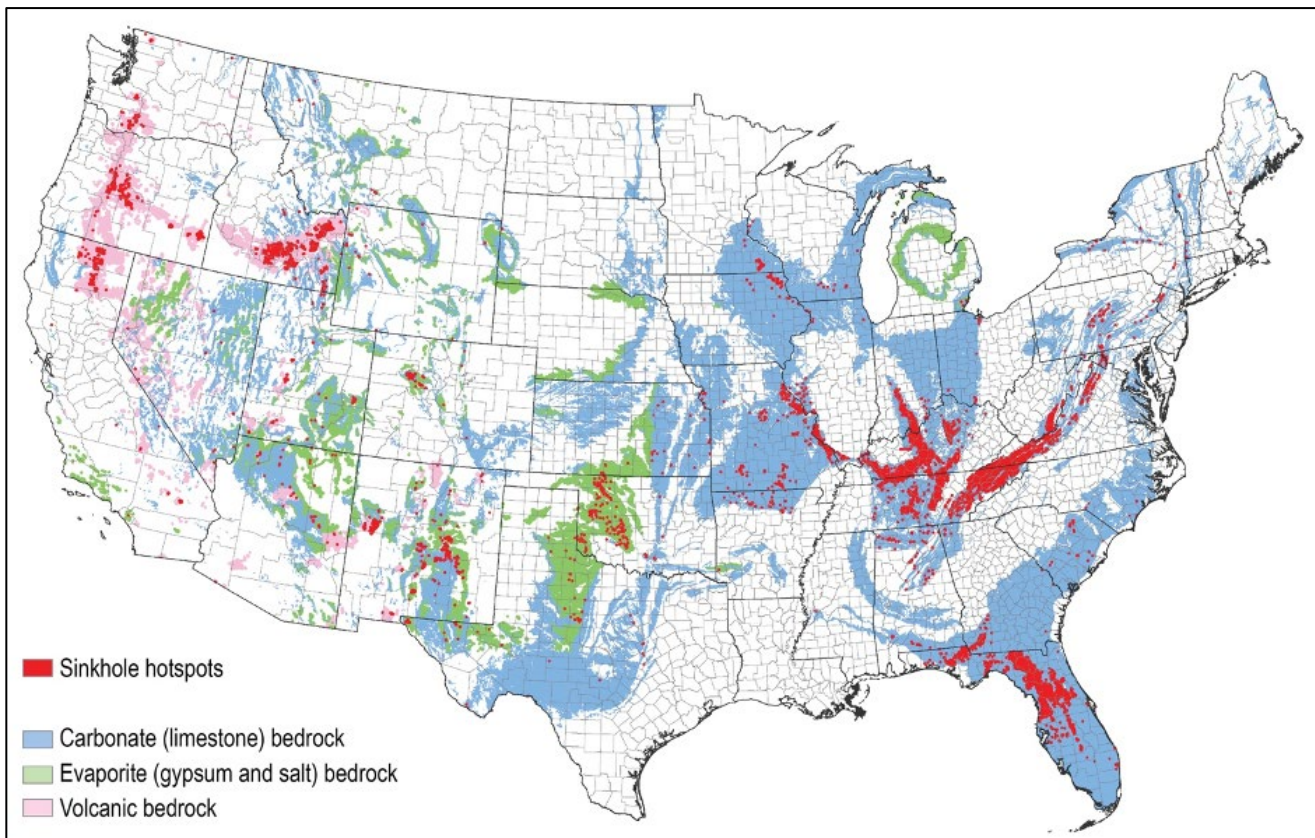 Sinkhole hotspots
Carbonate (limestone) bedrock
Evaporite (gypsum and salt) bedrock
Volcanic bedrock